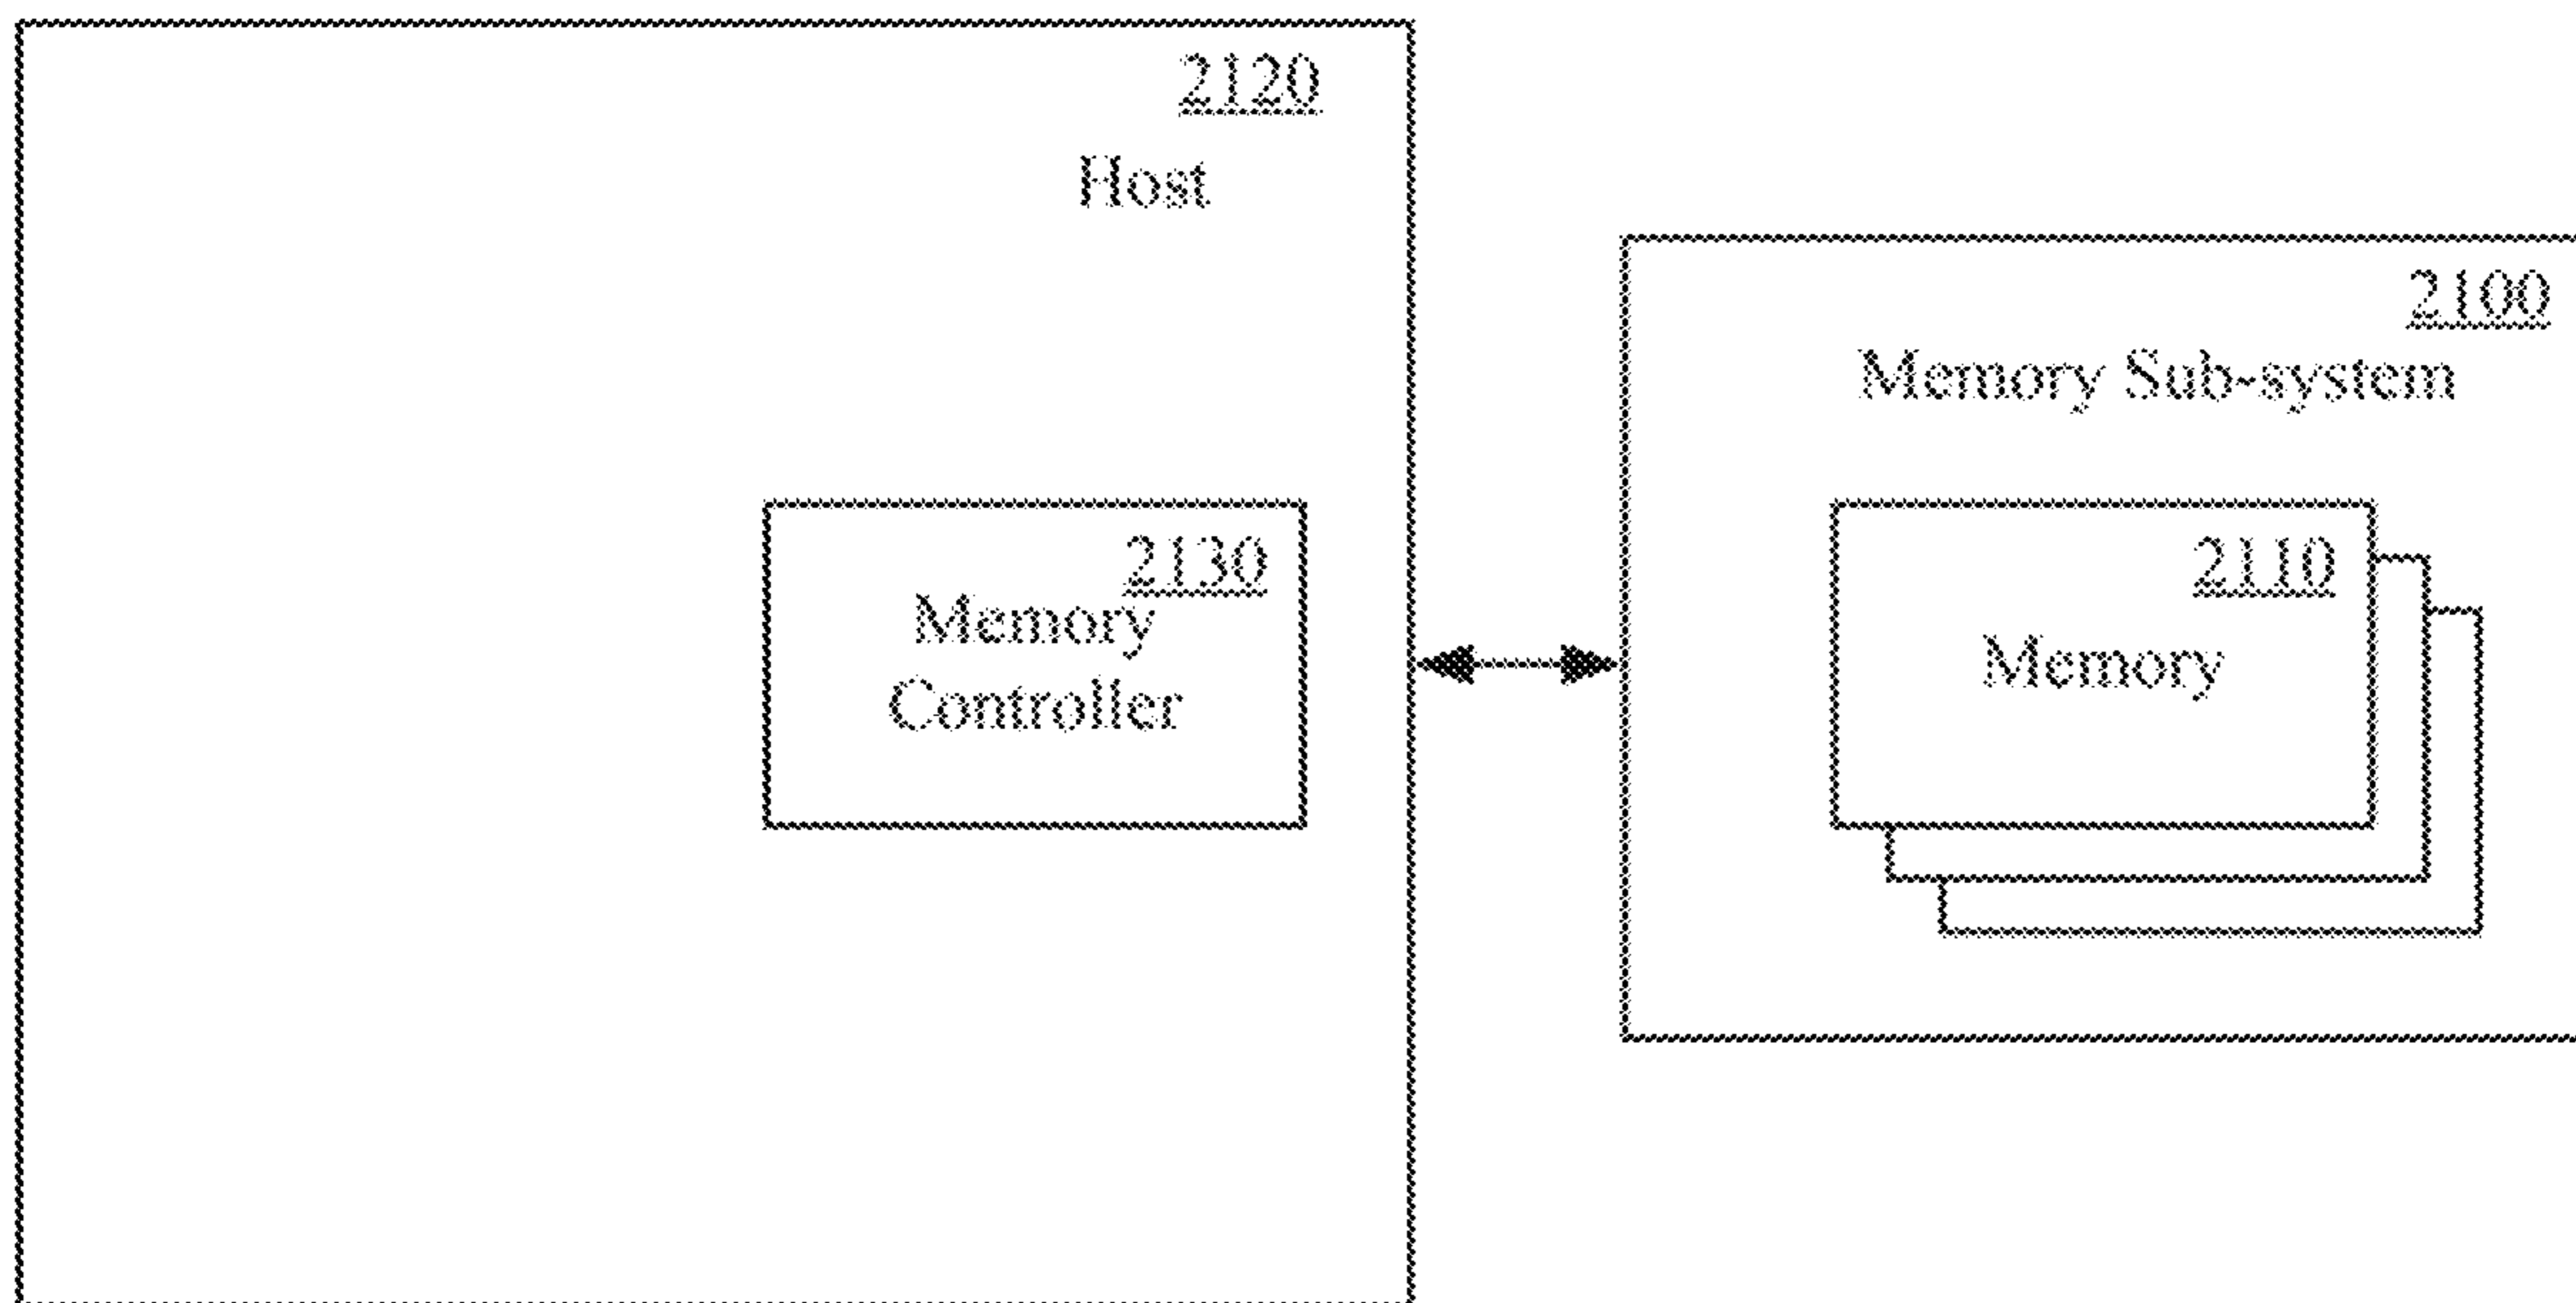 2120
Host
2130
Memory
Controller
2100
Memory Sub-system
2110
Memory